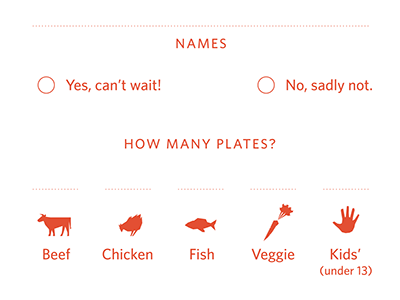 NAMES
Yes, can’t wait! No, sadly not.
HOW MANY PLATES?
Beef Chicken Fish Veggie Kids’
(under 13)